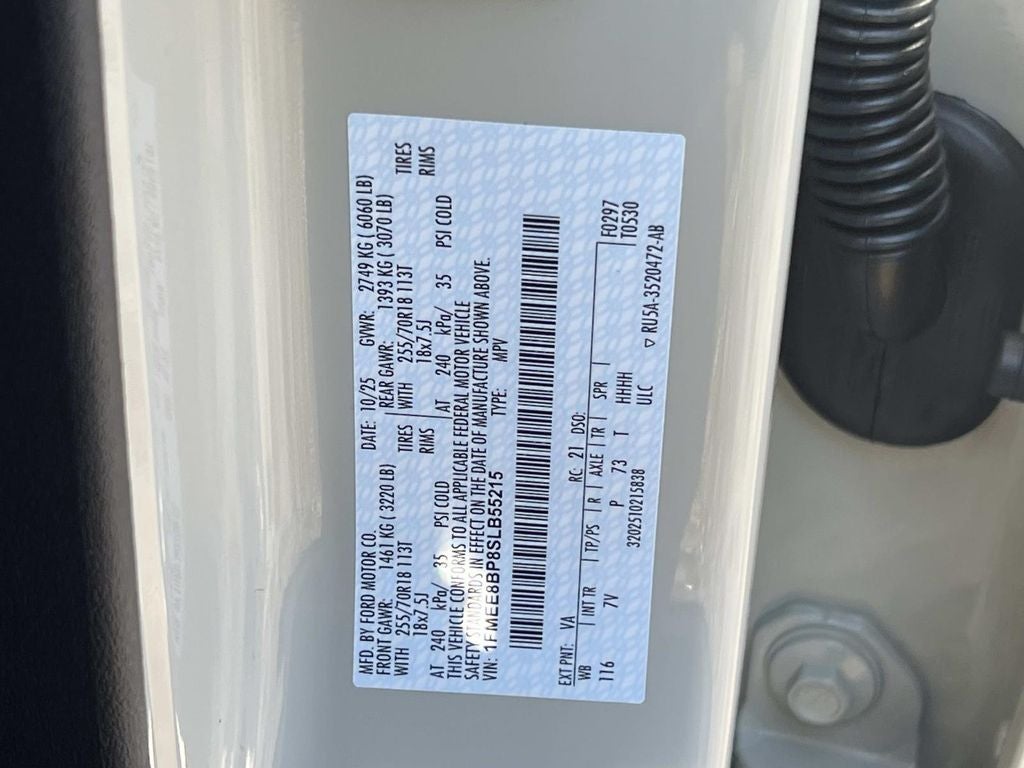 MFD. BY FORD MOTOR CO. DATE: 10/25 GVWR: 2749 KG ( 6060 LB)
FRONT GAWR: 1461 KG ( 3220 LB) REAR GAWR: 1393 KG ( 3070 LB)
WITH 255/70R18 113T TIRES WITH 255/70R18 113T TIRES
18x7.5J RIMS 18x7.5J RIMS
AT 240 kPa/ 35 PSI COLD AT 240 kPa/ 35 PSI COLD
THIS VEHICLE CONFORMS TO ALL APPLICABLE FEDERAL MOTOR VEHICLE
SAFETY STANDARDS IN EFFECT ON THE DATE OF MANUFACTURE SHOWN ABOVE.
VIN: 1FMEE8BP8SLB55215 TYPE: MPV
EXT PNT: VA RC: 21 DSO:
WB INT TR TP/PS R AXLE TR SPR F0297
116 7V P 73 T HHHH T0530
3202510215838 ULC
▽ RU5A-3520472-AB